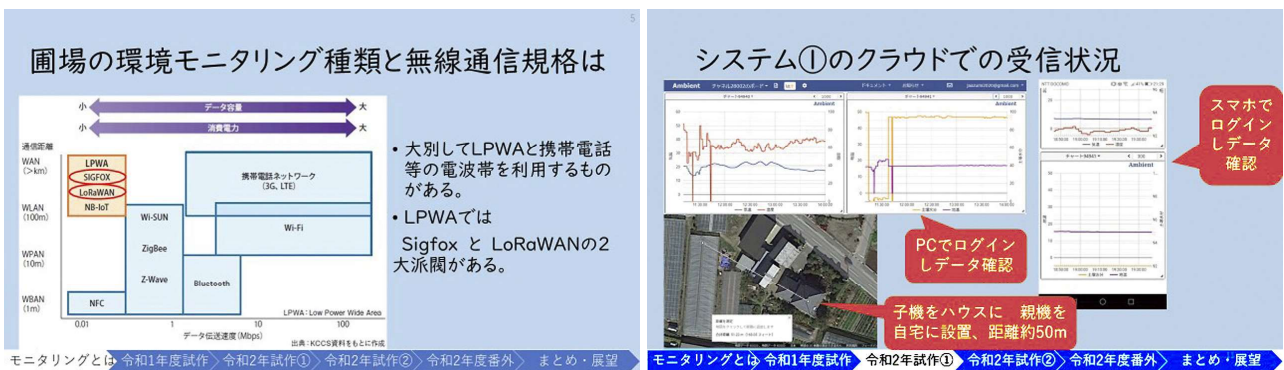 5
圃場の環境モニタリング種類と無線通信規格は
小 データ容量 大
小 消費電力 大
通信距離
WAN
(>km)
WLAN
(100m)
WPAN
(10m)
WBAN
(1m)
LPWA
SIGFOX
LoRaWAN
NB-IoT
携帯電話ネットワーク
(3G, LTE)
Wi-SUN
ZigBee
Z-Wave
Wi-Fi
Bluetooth
NFC
LPWA：Low Power Wide Area
0.01 1 10 100
データ伝送速度(Mbps)
出典：KCCS資料をもとに作成
・大別してLPWAと携帯電話
等の電波帯を利用するもの
がある。
・LPWAでは
Sigfox と LoRaWANの2
大派閥がある。
モニタリングとは 令和1年度試作 令和2年試作① 令和2年試作② 令和2年度番外 まとめ・展望
システム①のクラウドでの受信状況
Ambient
ドキュメント
Ambient
Ambient
Ambient
スマホで
ログイン
しデータ
確認
PCでログイン
しデータ確認
子機をハウスに 親機を
自宅に設置、距離約50m
モニタリングとは 令和1年度試作 令和2年試作① 令和2年試作② 令和2年度番外 まとめ・展望